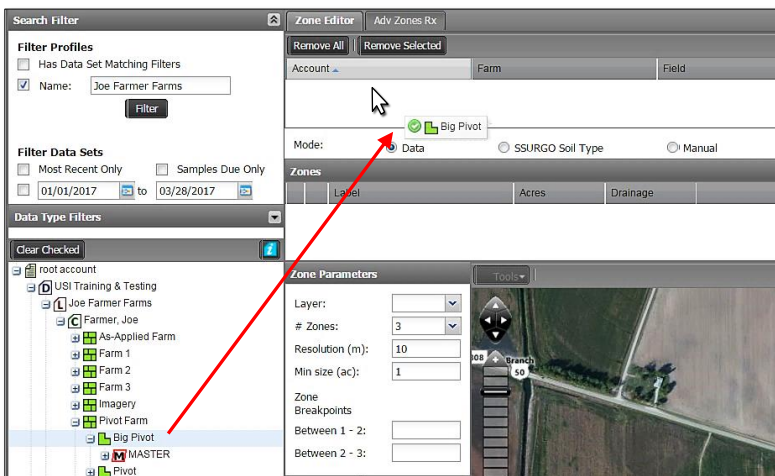 Search Filter
Filter Profiles
Has Data Set Matching Filters
Name: Joe Farmer Farms
Filter
Filter Data Sets
Most Recent Only Samples Due Only
01/01/2017 to 03/28/2017
Data Type Filters
Clear Checked i
root account
D USI Training & Testing
L Joe Farmer Farms
C Farmer, Joe
As-Applied Farm
Farm 1
Farm 2
Farm 3
Imagery
Pivot Farm
Big Pivot
M MASTER
Pivot
Zone Editor Adv Zones Rx
Remove All Remove Selected
Account Farm Field
Big Pivot
Mode: Data SSURGO Soil Type Manual
Zones
Label Acres Drainage
Zone Parameters
Layer:
# Zones: 3
Resolution (m): 10
Min size (ac): 1
Zone
Breakpoints
Between 1 - 2:
Between 2 - 3:
Tools
308 Branch
50